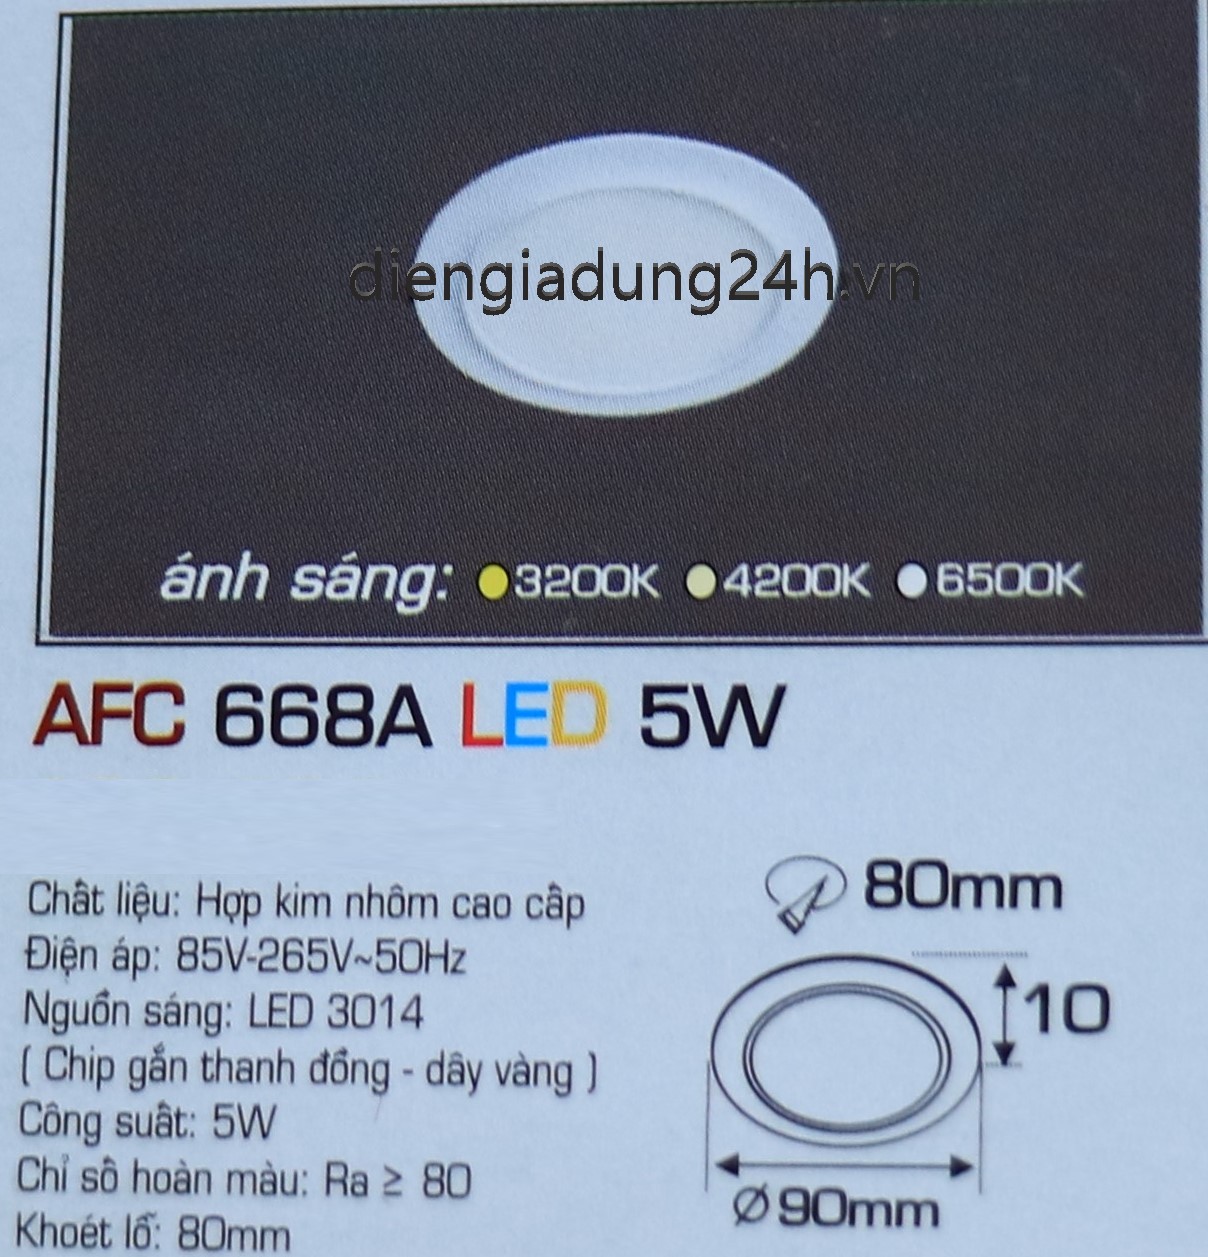 diengiadung24h.vn
ánh sáng: 3200K 4200K 6500K
AFC 668A LED 5W
Chất liệu: Hợp kim nhôm cao cấp
Điện áp: 85V-265V~50Hz
Nguồn sáng: LED 3014
( Chip gắn thanh đồng - dây vàng )
Công suất: 5W
Chỉ số hoàn màu: Ra ≥ 80
Khoét lỗ: 80mm
80mm
10
Ø90mm